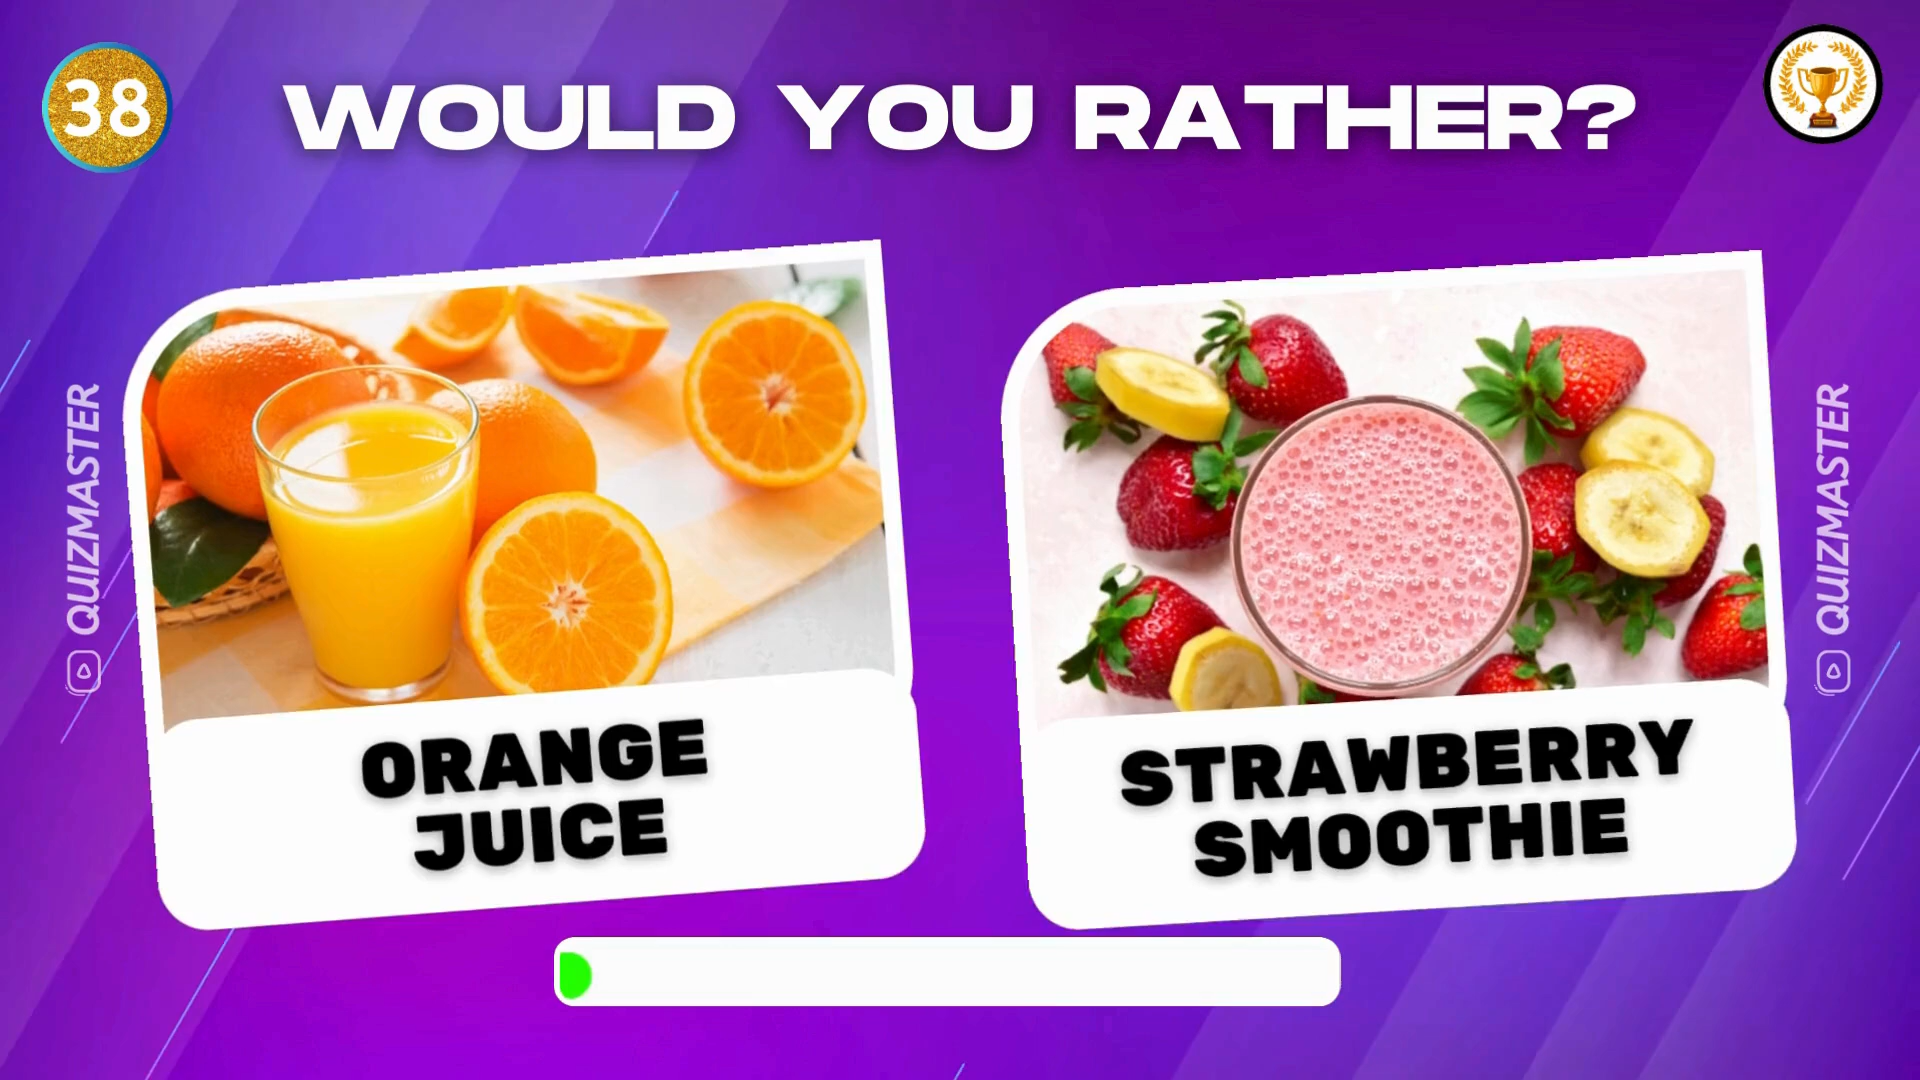 38
WOULD YOU RATHER?
QUIZMASTER
QUIZMASTER
ORANGE
JUICE
STRAWBERRY
SMOOTHIE